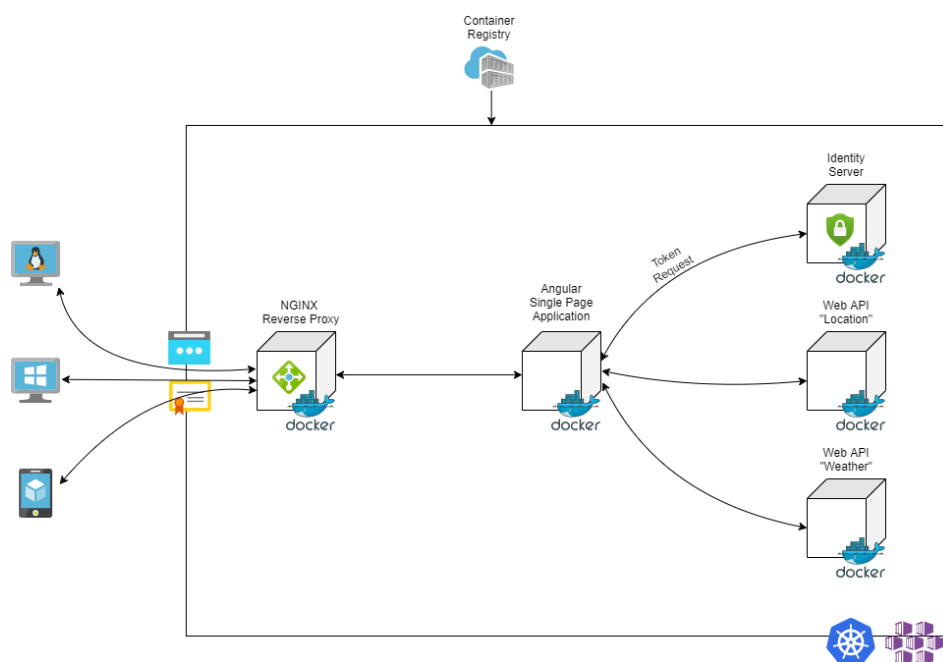 Container
Registry
Identity
Server
docker
Token
Request
NGINX
Reverse Proxy
docker
Angular
Single Page
Application
docker
Web API
"Location"
docker
Web API
"Weather"
docker